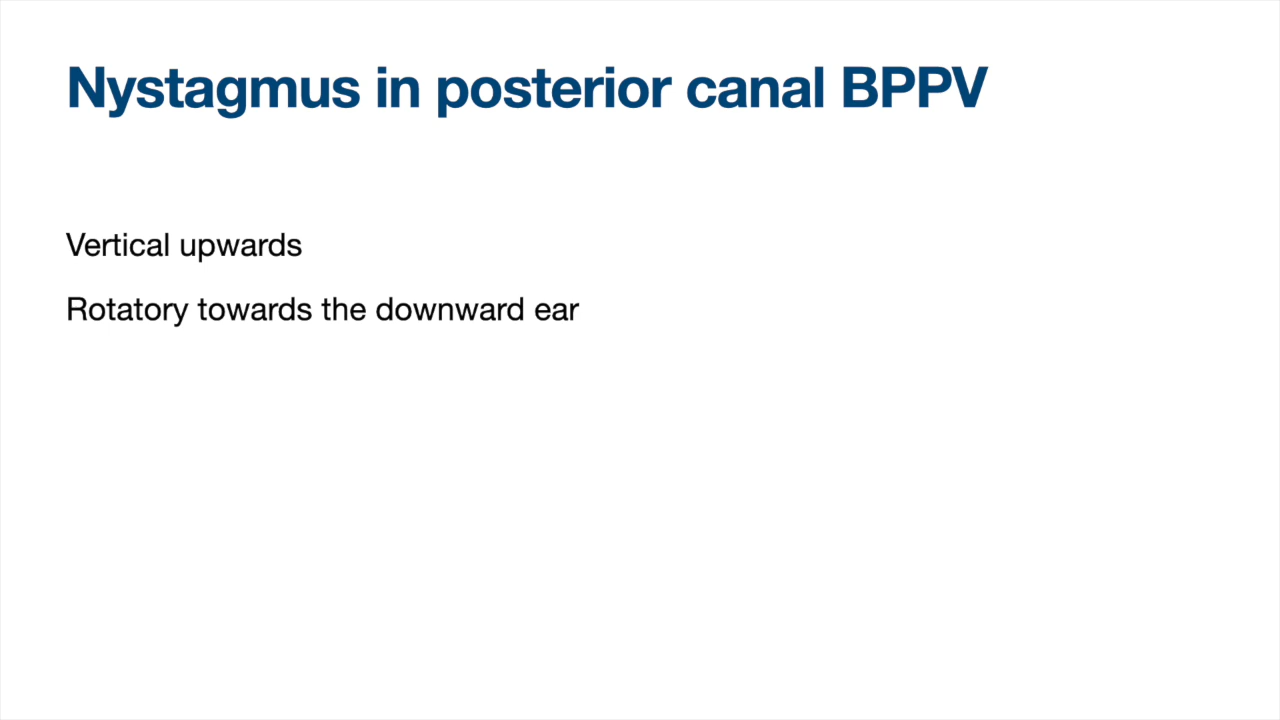 Nystagmus in posterior canal BPPV
Vertical upwards
Rotatory towards the downward ear